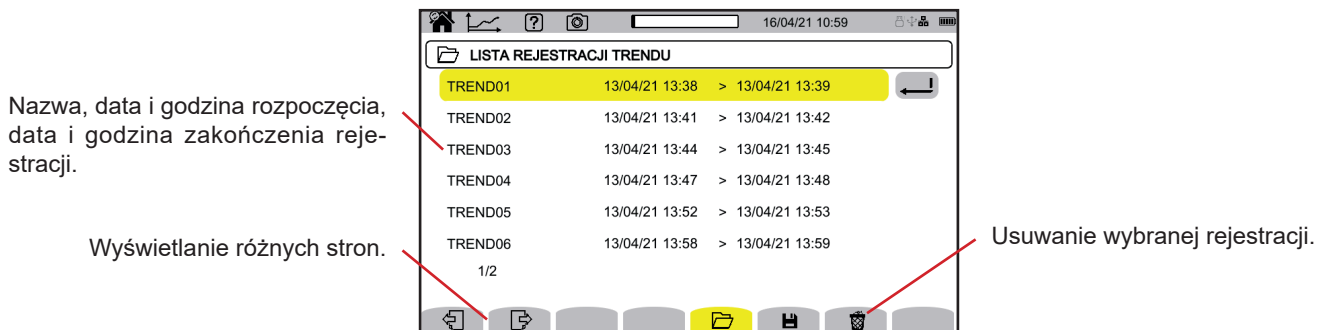 16/04/21 10:59
LISTA REJESTRACJI TRENDU
TREND01 13/04/21 13:38 > 13/04/21 13:39
TREND02 13/04/21 13:41 > 13/04/21 13:42
TREND03 13/04/21 13:44 > 13/04/21 13:45
TREND04 13/04/21 13:47 > 13/04/21 13:48
TREND05 13/04/21 13:52 > 13/04/21 13:53
TREND06 13/04/21 13:58 > 13/04/21 13:59
1/2
Nazwa, data i godzina rozpoczęcia,
data i godzina zakończenia reje-
stracji.
Wyświetlanie różnych stron.
Usuwanie wybranej rejestracji.